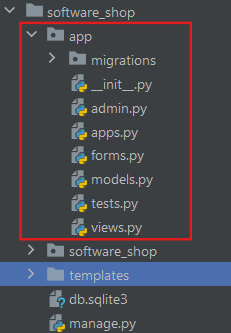 software_shop
app
migrations
__init__.py
admin.py
apps.py
forms.py
models.py
tests.py
views.py
software_shop
templates
db.sqlite3
manage.py